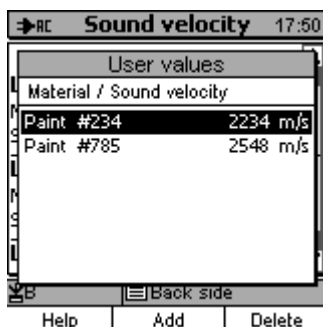 AC Sound velocity 17:50
User values
Material / Sound velocity
Paint #234 2234 m/s
Paint #785 2548 m/s
B Back side
Help Add Delete